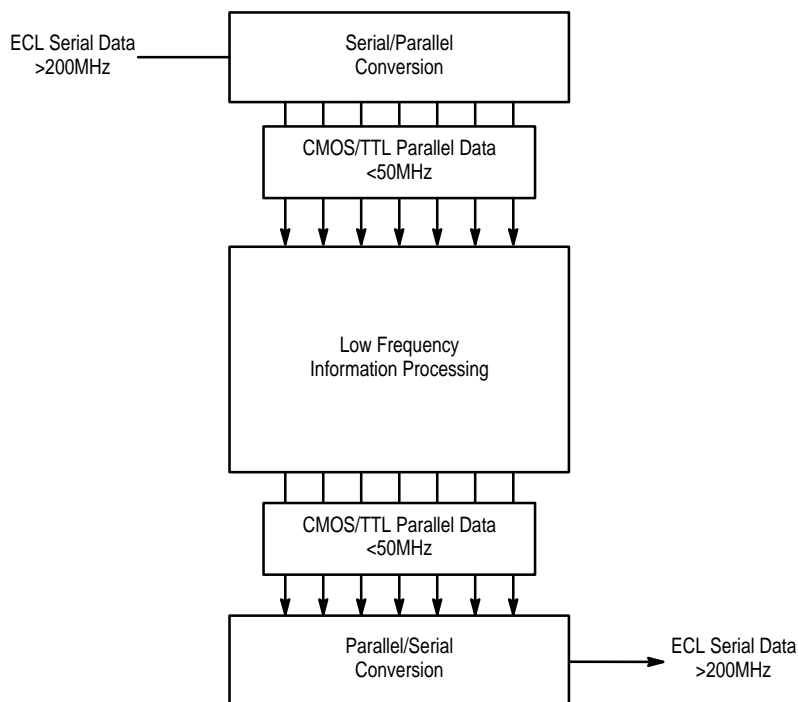 ECL Serial Data
>200MHz
Serial/Parallel
Conversion
CMOS/TTL Parallel Data
<50MHz
Low Frequency
Information Processing
CMOS/TTL Parallel Data
<50MHz
Parallel/Serial
Conversion
ECL Serial Data
>200MHz